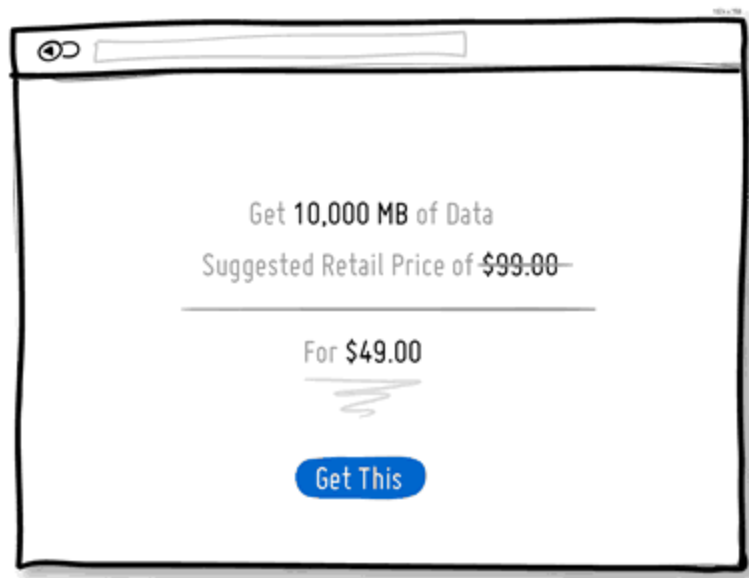 Get 10,000 MB of Data
Suggested Retail Price of $99.00
For $49.00
Get This